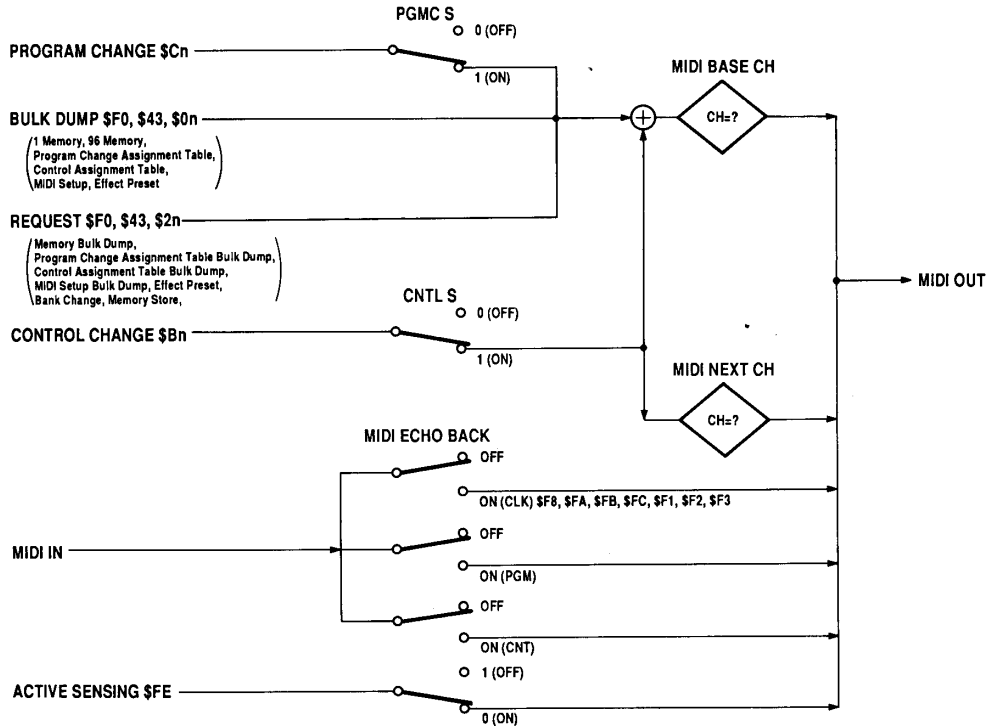 PGMC S
0 (OFF)
PROGRAM CHANGE $Cn
1 (ON)
MIDI BASE CH
BULK DUMP $F0, $43, $0n
CH=?
(1 Memory, 96 Memory,
Program Change Assignment Table,
Control Assignment Table,
MIDI Setup, Effect Preset)
REQUEST $F0, $43, $2n
(Memory Bulk Dump,
Program Change Assignment Table Bulk Dump,
Control Assignment Table Bulk Dump,
MIDI Setup Bulk Dump, Effect Preset,
Bank Change, Memory Store,)
MIDI OUT
CNTL S
0 (OFF)
CONTROL CHANGE $Bn
1 (ON)
MIDI NEXT CH
CH=?
MIDI ECHO BACK
OFF
ON (CLK) $F8, $FA, $FB, $FC, $F1, $F2, $F3
OFF
MIDI IN
ON (PGM)
OFF
ON (CNT)
1 (OFF)
ACTIVE SENSING $FE
0 (ON)